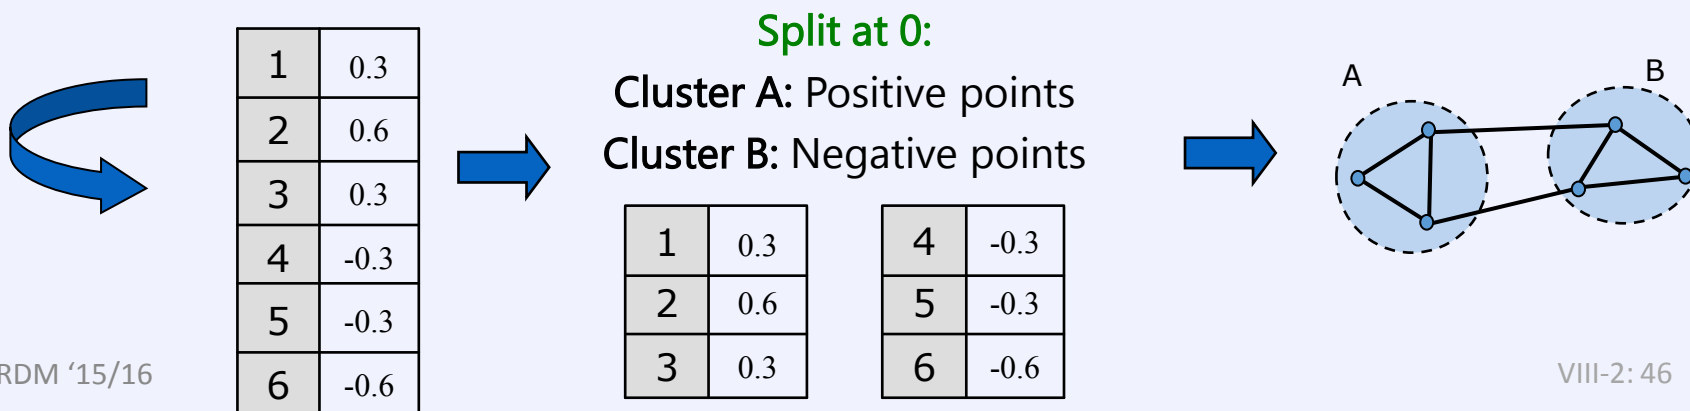 1 0.3
2 0.6
3 0.3
4 -0.3
5 -0.3
6 -0.6
Split at 0:
Cluster A: Positive points
Cluster B: Negative points
1 0.3
2 0.6
3 0.3
4 -0.3
5 -0.3
6 -0.6
A
B
RDM ‘15/16
VIII-2: 46